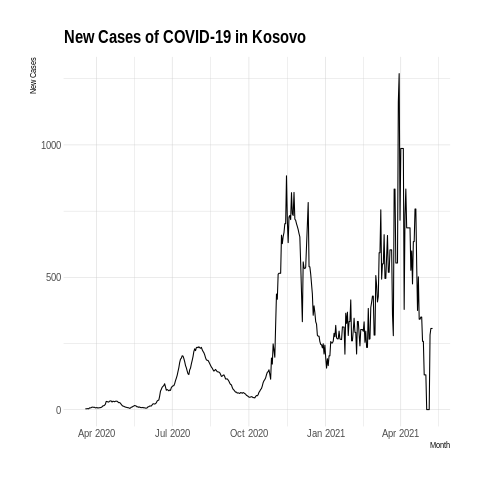 New Cases of COVID-19 in Kosovo
New Cases
1000
500
0
Apr 2020 Jul 2020 Oct 2020 Jan 2021 Apr 2021
Month